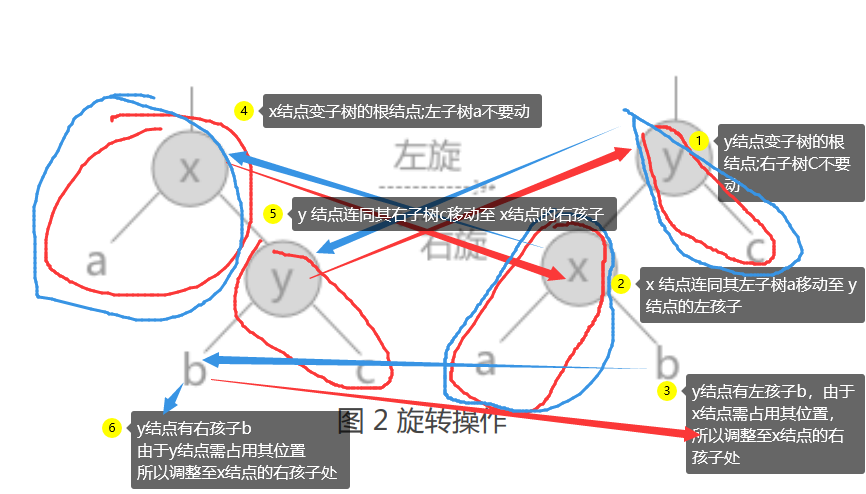 4 x结点变子树的根结点;左子树a不要动
1 y结点变子树的根
结点;右子树C不要
动
x
左旋
y
5 y 结点连同其右子树c移动至 x结点的右孩子
右旋
a
y
x
c
2 x 结点连同其左子树a移动至 y
结点的左孩子
b
c
a
b
3 y结点有左孩子b，由于
x结点需占用其位置,
所以调整至x结点的右
孩子处
图 2 旋转操作
6 y结点有右孩子b
由于y结点需占用其位置
所以调整至x结点的右孩子处